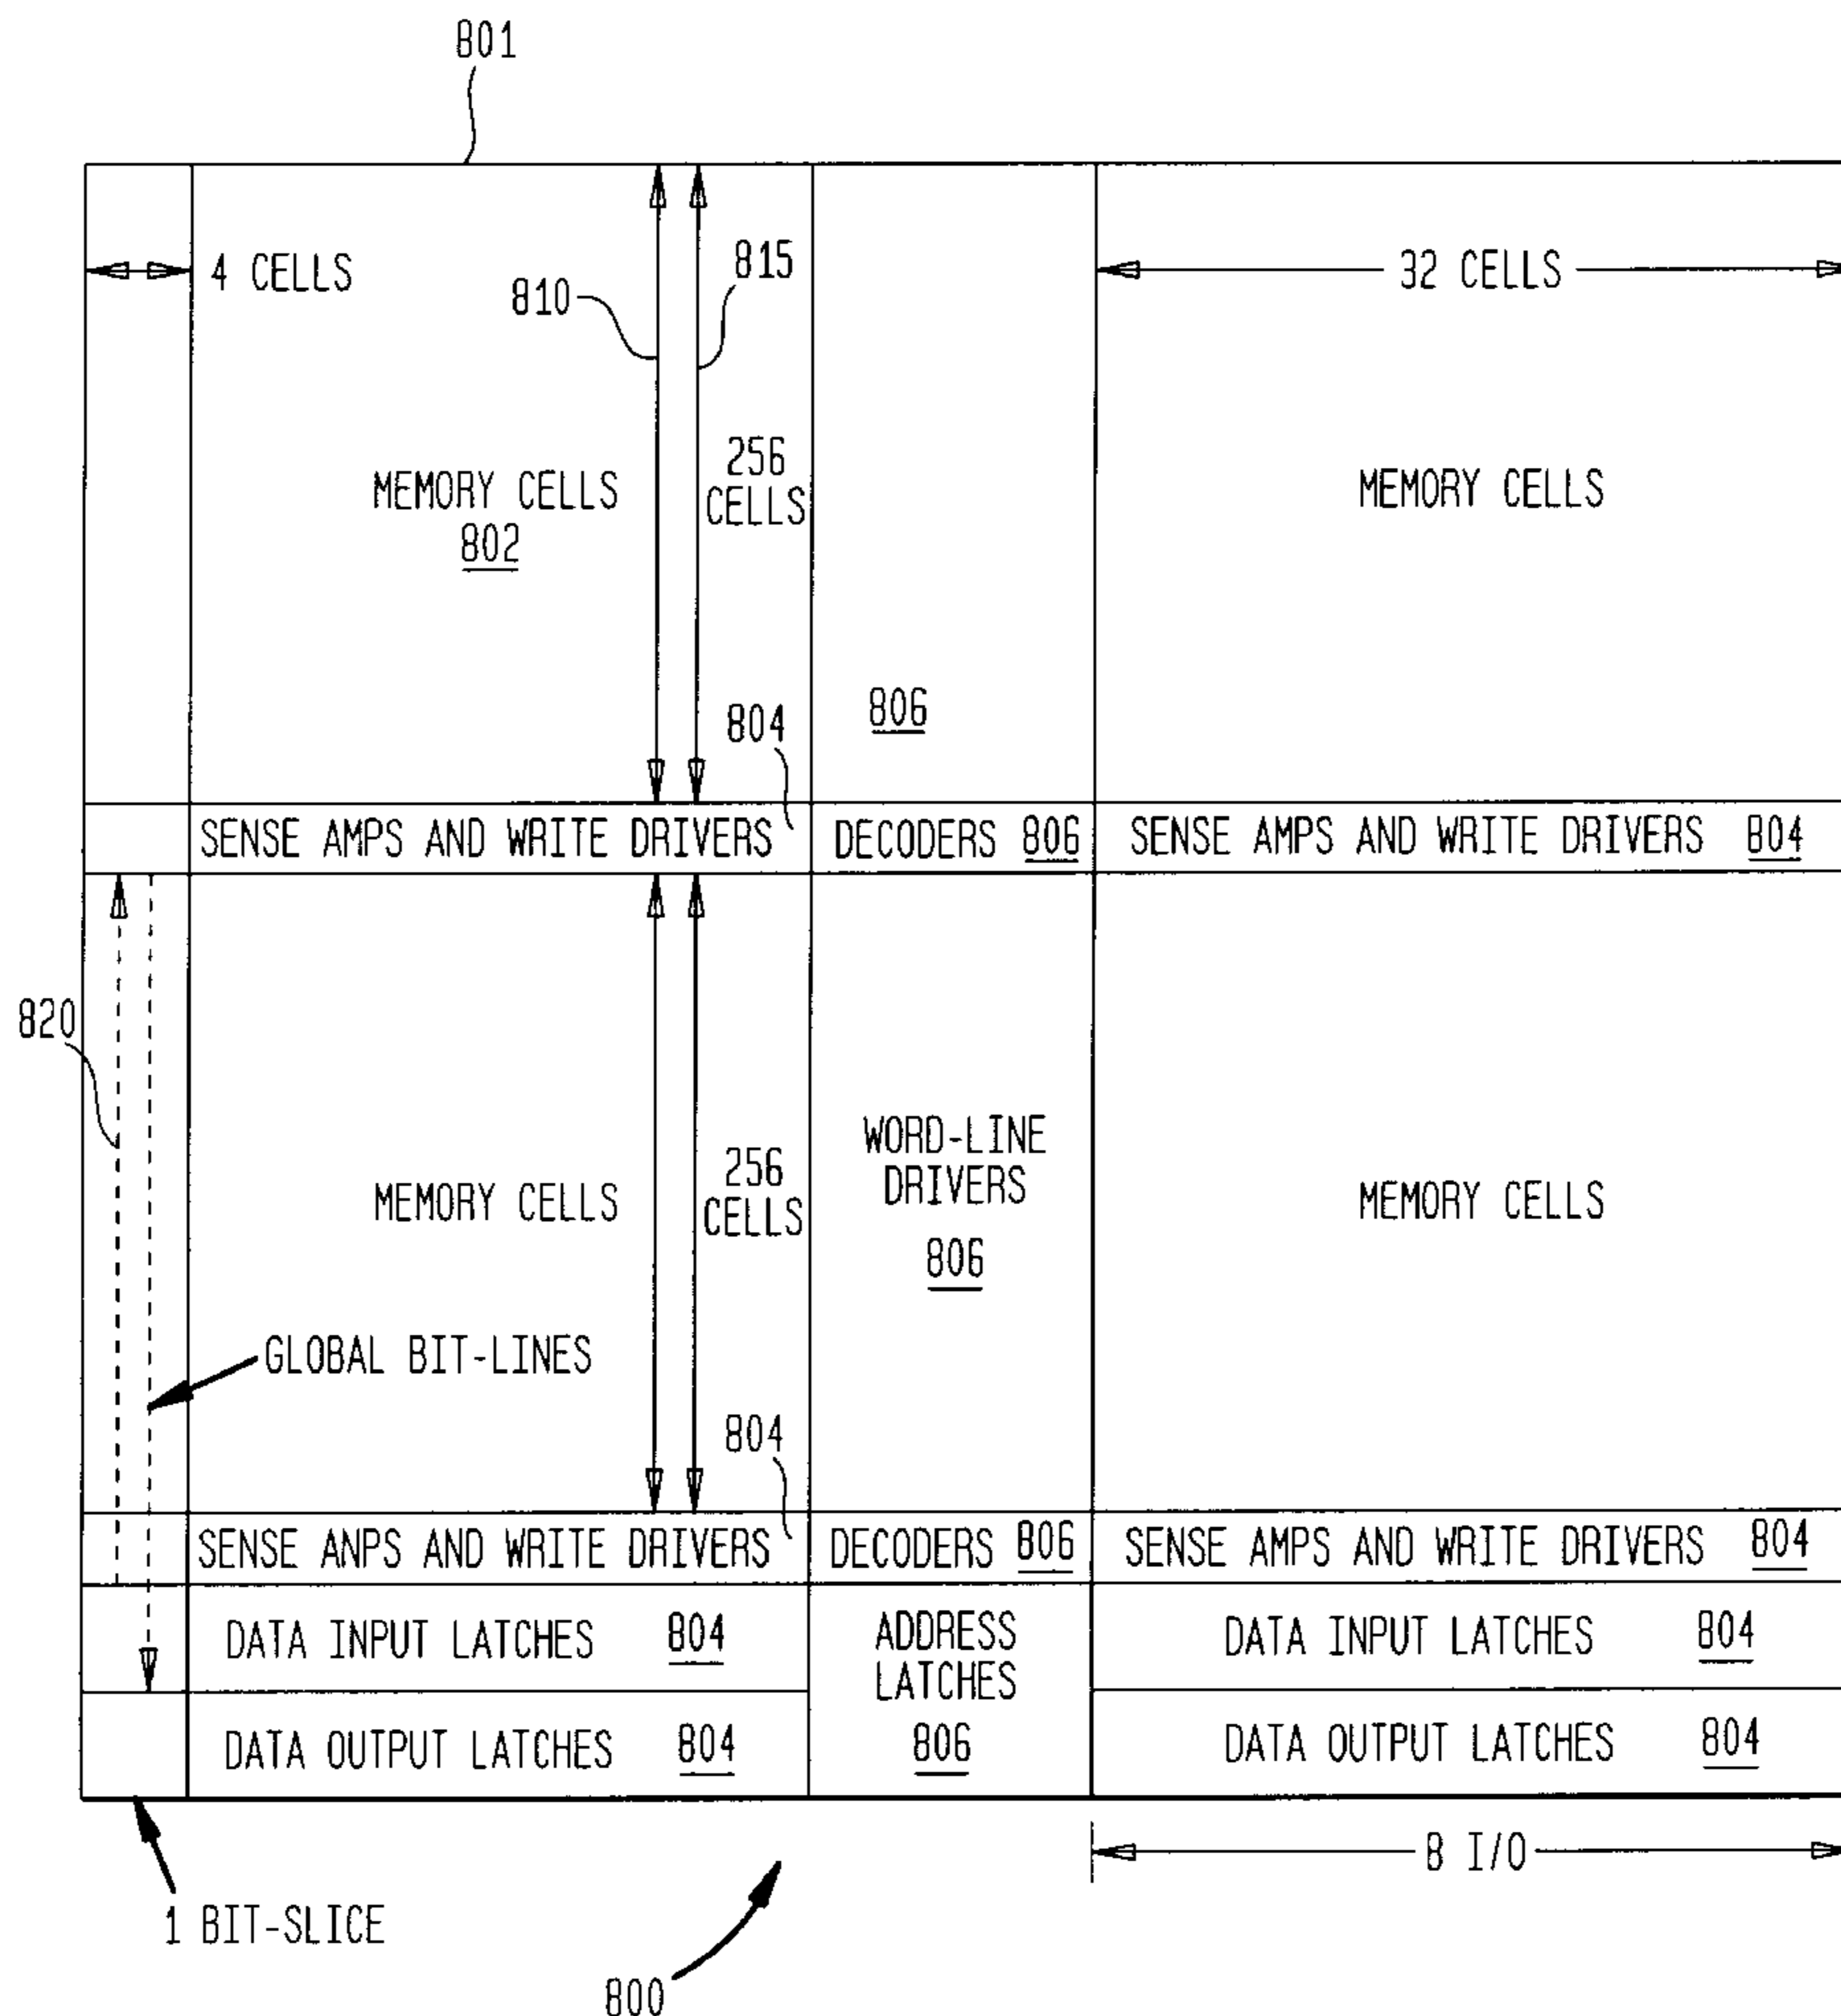 801
4 CELLS
810
815
32 CELLS
MEMORY CELLS
802
256
CELLS
MEMORY CELLS
804
806
SENSE AMPS AND WRITE DRIVERS
DECODERS 806
SENSE AMPS AND WRITE DRIVERS 804
820
MEMORY CELLS
256
CELLS
WORD-LINE
DRIVERS
806
MEMORY CELLS
GLOBAL BIT-LINES
804
SENSE ANPS AND WRITE DRIVERS
DECODERS 806
SENSE AMPS AND WRITE DRIVERS 804
DATA INPUT LATCHES 804
ADDRESS
LATCHES
806
DATA INPUT LATCHES 804
DATA OUTPUT LATCHES 804
DATA OUTPUT LATCHES 804
8 I/O
1 BIT-SLICE
800